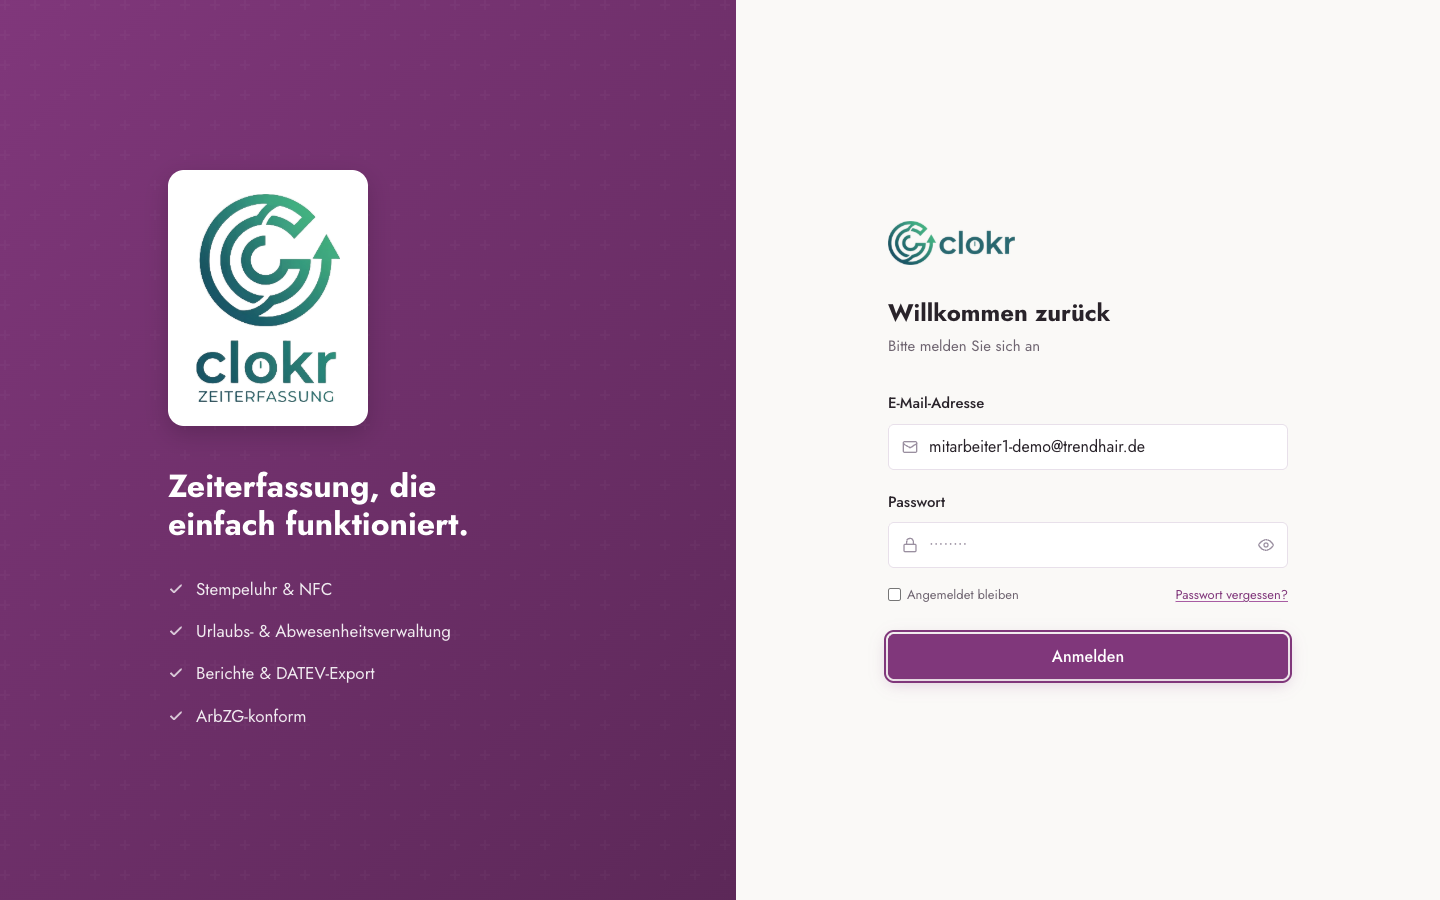 clokr
ZEITERFASSUNG
Zeiterfassung, die
einfach funktioniert.
Stempeluhr & NFC
Urlaubs- & Abwesenheitsverwaltung
Berichte & DATEV-Export
ArbZG-konform
clokr
Willkommen zurück
Bitte melden Sie sich an
E-Mail-Adresse
mitarbeiter1-demo@trendhair.de
Passwort
········
Angemeldet bleiben
Passwort vergessen?
Anmelden